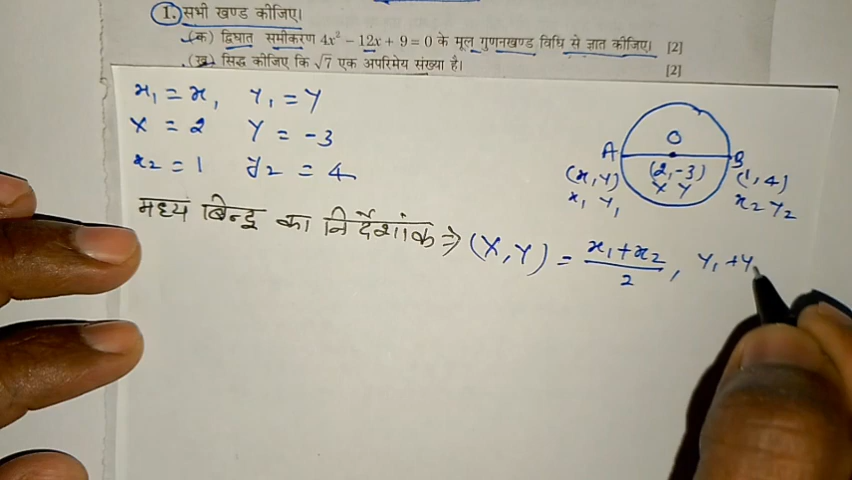 1. सभी खण्ड कीजिए।
(क) द्विघात समीकरण 4x² − 12x + 9 = 0 के मूल गुणनखण्ड विधि से ज्ञात कीजिए। [2]
(ख) सिद्ध कीजिए कि √7 एक अपरिमेय संख्या है। [2]
x₁ = x, y₁ = y
X = 2 Y = -3
x₂ = 1 y₂ = 4
O
A B
(x, y) (2, -3) (1, 4)
x₁ y₁ X Y x₂ y₂
मध्य बिन्दू का निर्देशांक ⇒ (X, Y) = x₁+x₂/2, y₁+y